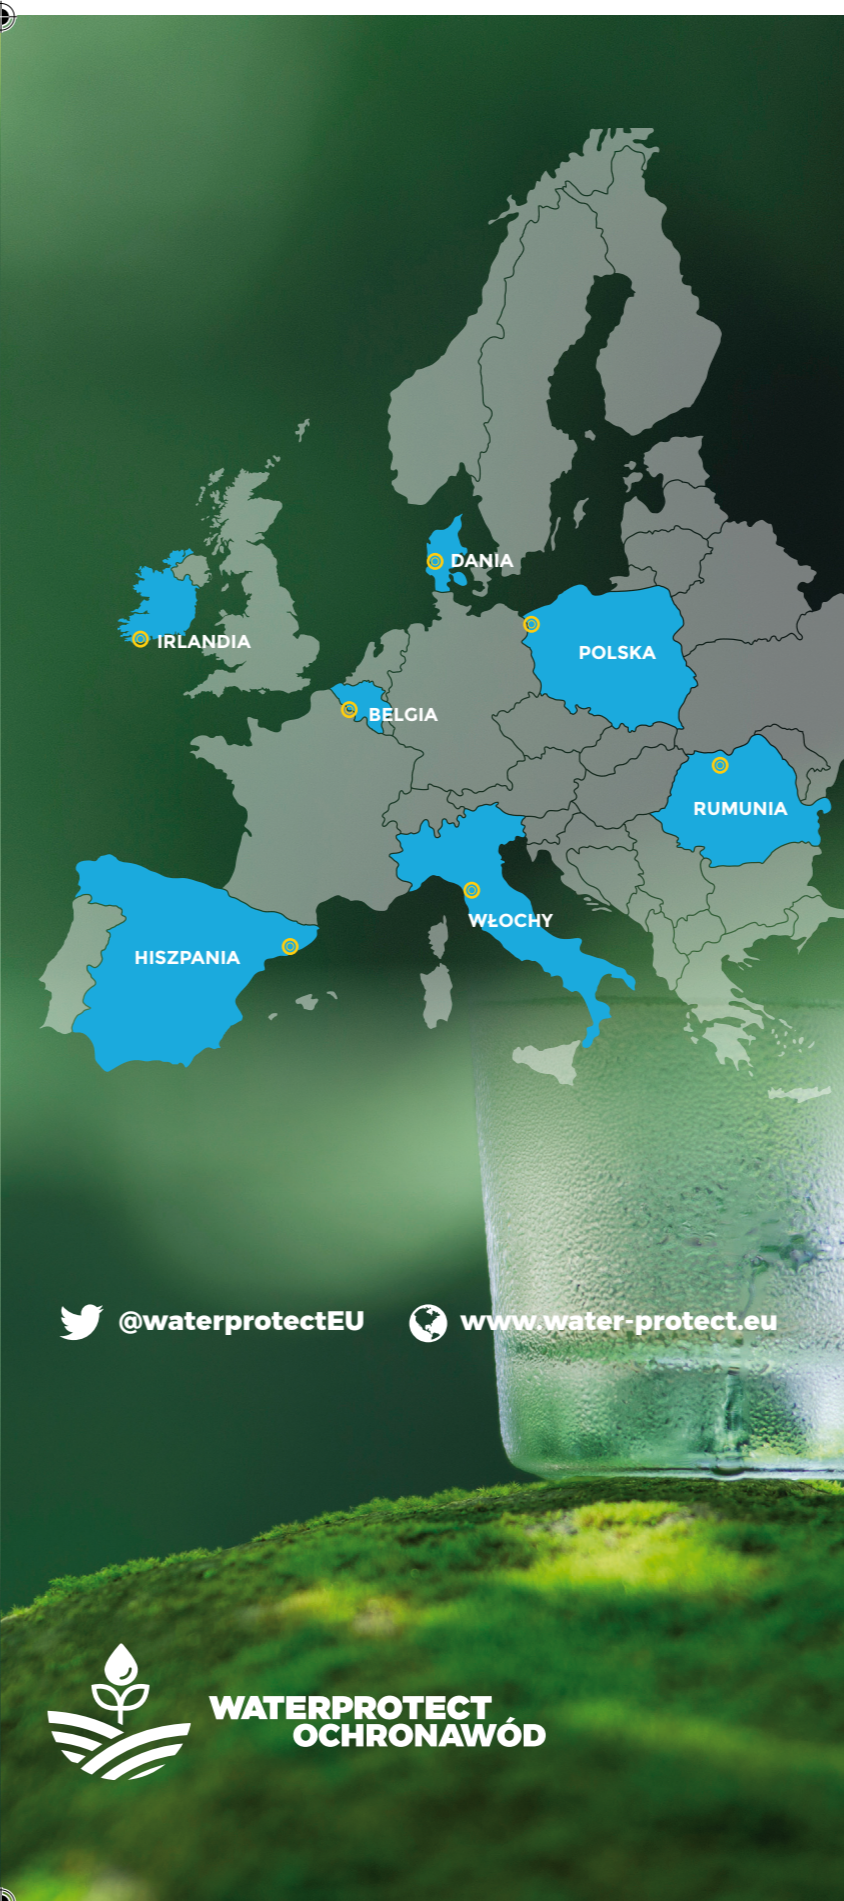 DANIA
IRLANDIA
POLSKA
BELGIA
RUMUNIA
WŁOCHY
HISZPANIA
@waterprotectEU
www.water-protect.eu
WATERPROTECT
OCHRONAWÓD